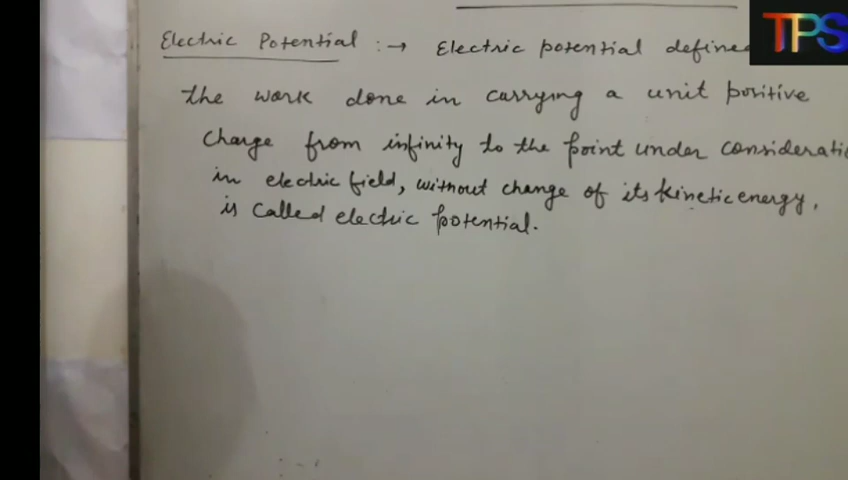 TPS
Electric Potential :→ Electric potential defined
the work done in carrying a unit positive
charge from infinity to the point under consideratio
in electric field, without change of its kinetic energy,
is called electric potential.